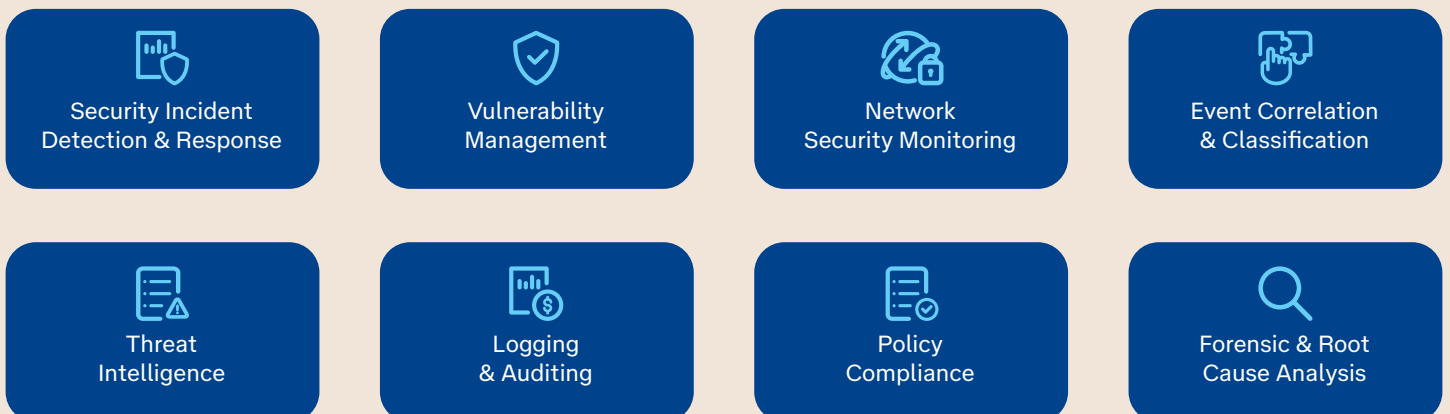 Security Incident
Detection & Response
Vulnerability
Management
Network
Security Monitoring
Event Correlation
& Classification
Threat
Intelligence
$
Logging
& Auditing
Policy
Compliance
Forensic & Root
Cause Analysis